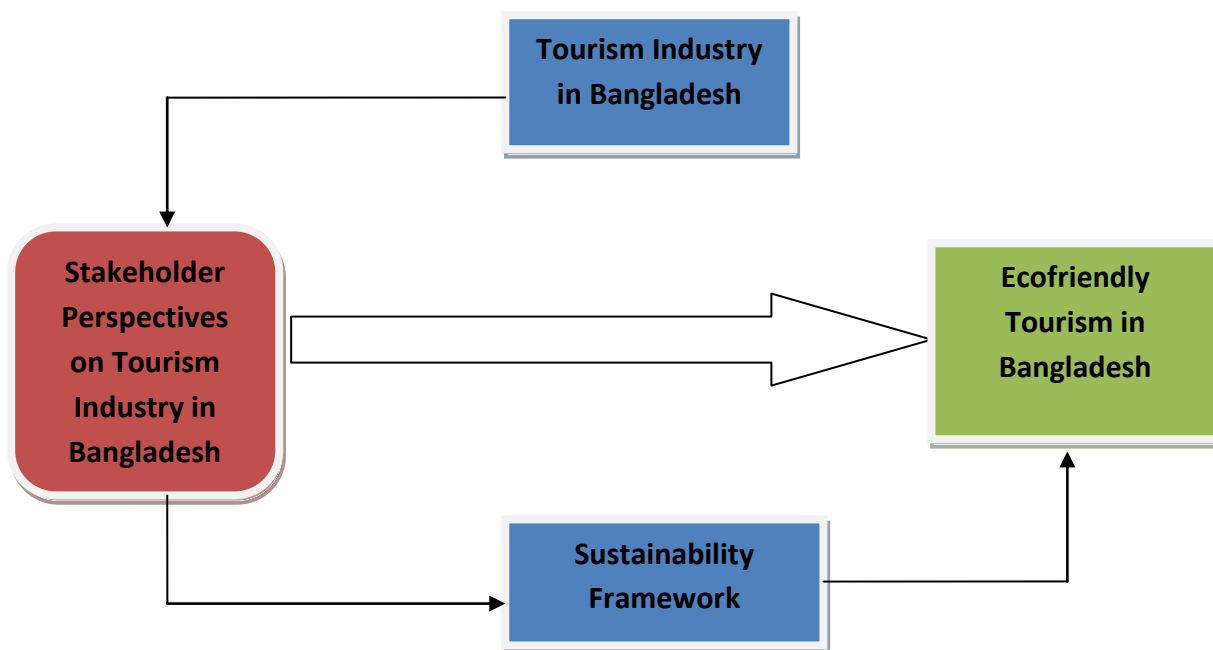 Tourism Industry
in Bangladesh
Stakeholder
Perspectives
on Tourism
Industry in
Bangladesh
Ecofriendly
Tourism in
Bangladesh
Sustainability
Framework